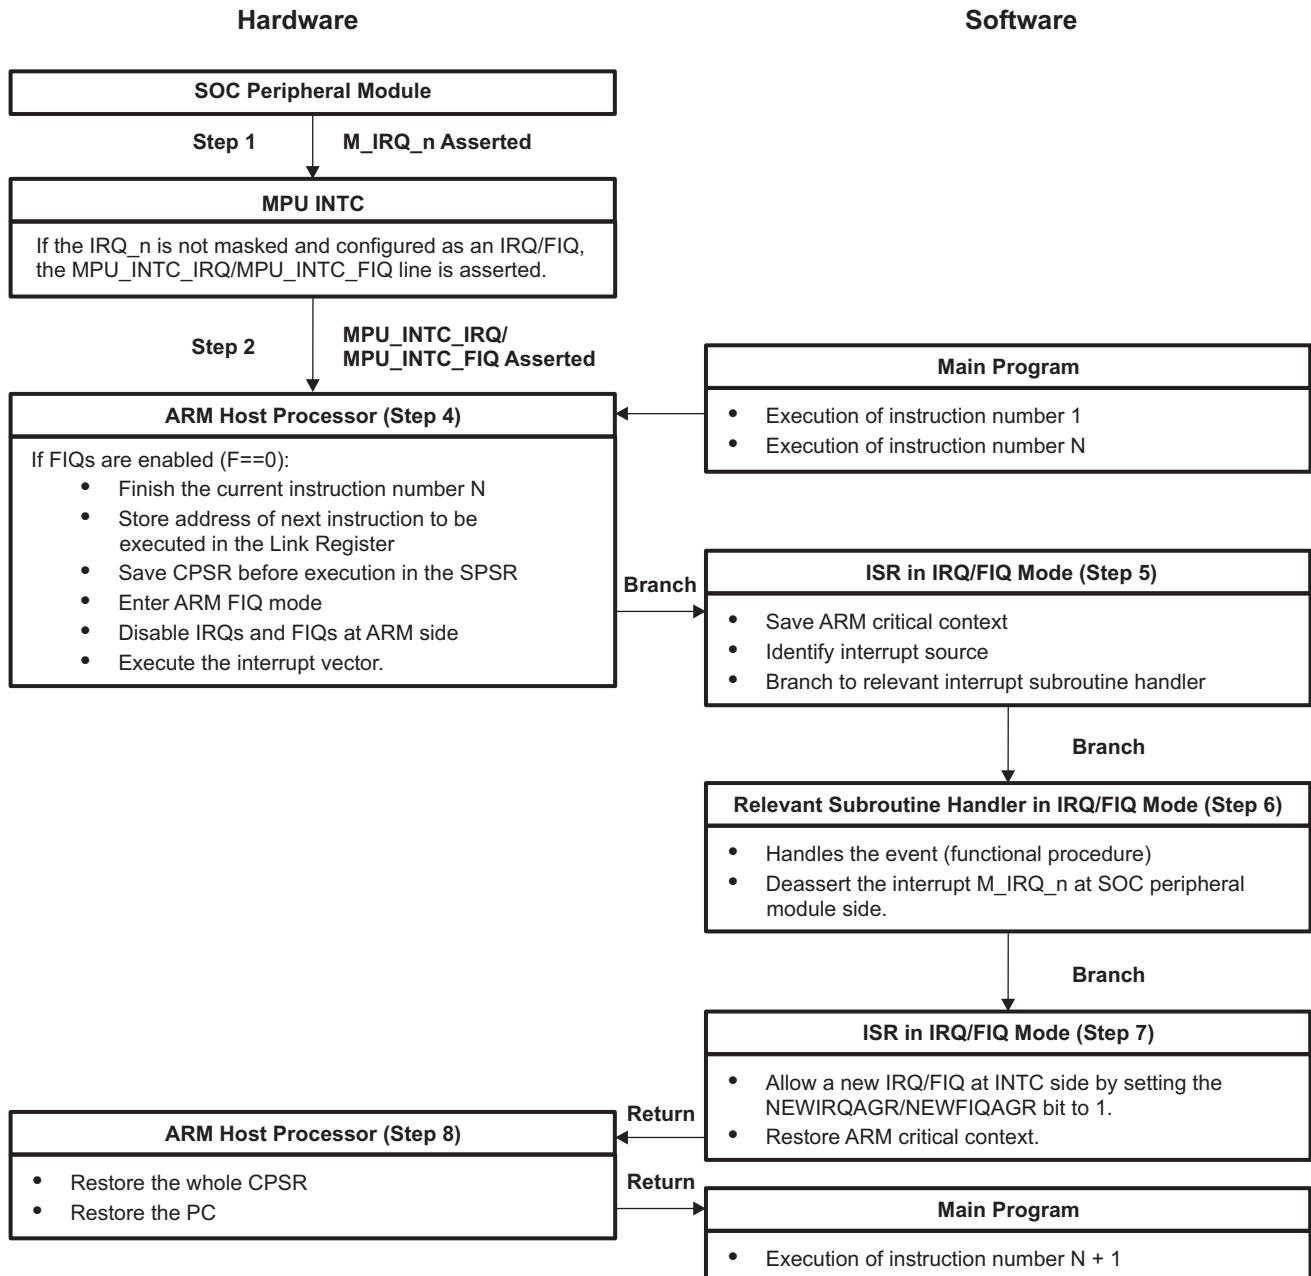 Hardware
Software
SOC Peripheral Module
Step 1
M_IRQ_n Asserted
MPU INTC
If the IRQ_n is not masked and configured as an IRQ/FIQ,
the MPU_INTC_IRQ/MPU_INTC_FIQ line is asserted.
Step 2
MPU_INTC_IRQ/
MPU_INTC_FIQ Asserted
Main Program
• Execution of instruction number 1
• Execution of instruction number N
ARM Host Processor (Step 4)
If FIQs are enabled (F==0):
• Finish the current instruction number N
• Store address of next instruction to be
executed in the Link Register
• Save CPSR before execution in the SPSR
• Enter ARM FIQ mode
• Disable IRQs and FIQs at ARM side
• Execute the interrupt vector.
Branch
ISR in IRQ/FIQ Mode (Step 5)
• Save ARM critical context
• Identify interrupt source
• Branch to relevant interrupt subroutine handler
Branch
Relevant Subroutine Handler in IRQ/FIQ Mode (Step 6)
• Handles the event (functional procedure)
• Deassert the interrupt M_IRQ_n at SOC peripheral
module side.
Branch
ISR in IRQ/FIQ Mode (Step 7)
• Allow a new IRQ/FIQ at INTC side by setting the
NEWIRQAGR/NEWFIQAGR bit to 1.
• Restore ARM critical context.
Return
ARM Host Processor (Step 8)
• Restore the whole CPSR
• Restore the PC
Return
Main Program
• Execution of instruction number N + 1